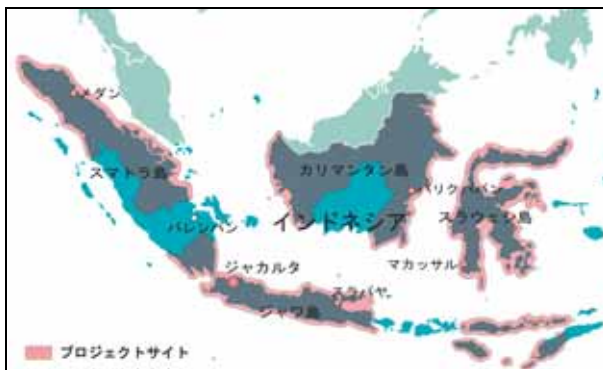 メダン
スマトラ島
カリマンタン島
バリクパパン
パレンバン
インドネシア
スラウェシ島
ジャカルタ
マカッサル
スラバヤ
ジャワ島
プロジェクトサイト